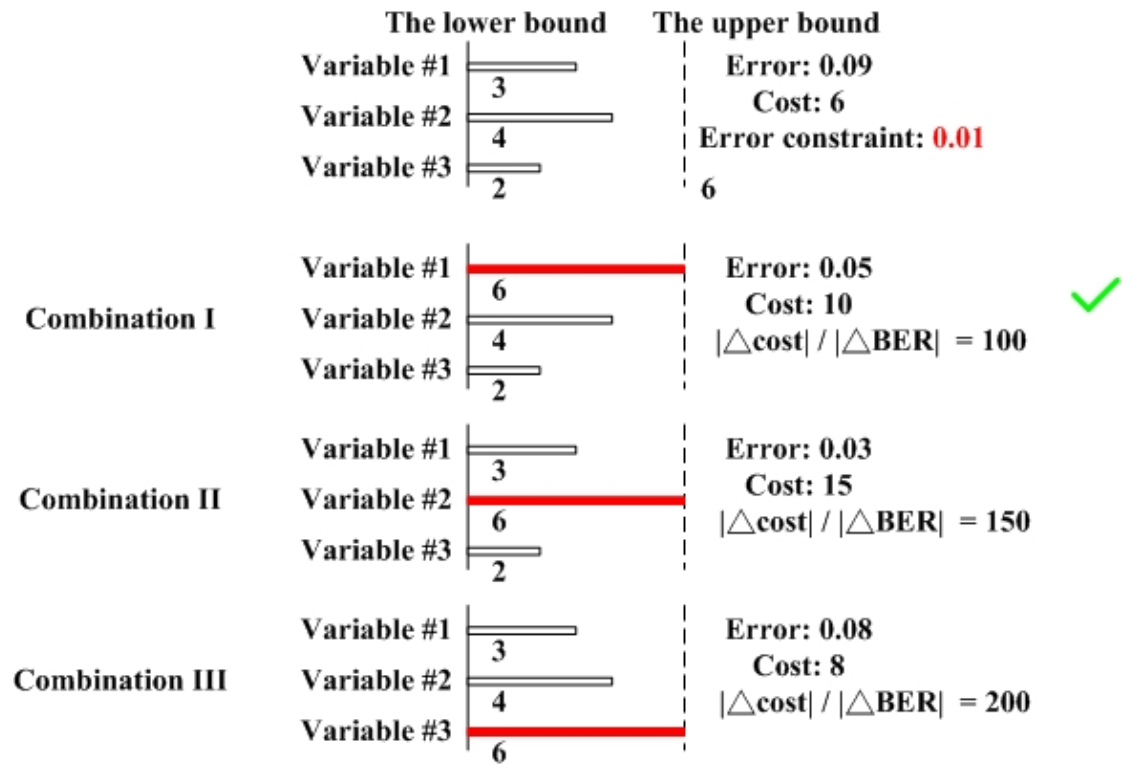 The lower bound The upper bound
Variable #1 Error: 0.09
3
Cost: 6
Variable #2
4 Error constraint: 0.01
Variable #3
2 6
Variable #1 Error: 0.05
6
Cost: 10
Combination I Variable #2
4 |△cost| / |△BER| = 100
Variable #3
2
Variable #1 Error: 0.03
3
Cost: 15
Combination II Variable #2
6 |△cost| / |△BER| = 150
Variable #3
2
Variable #1 Error: 0.08
3
Cost: 8
Combination III Variable #2
4 |△cost| / |△BER| = 200
Variable #3
6